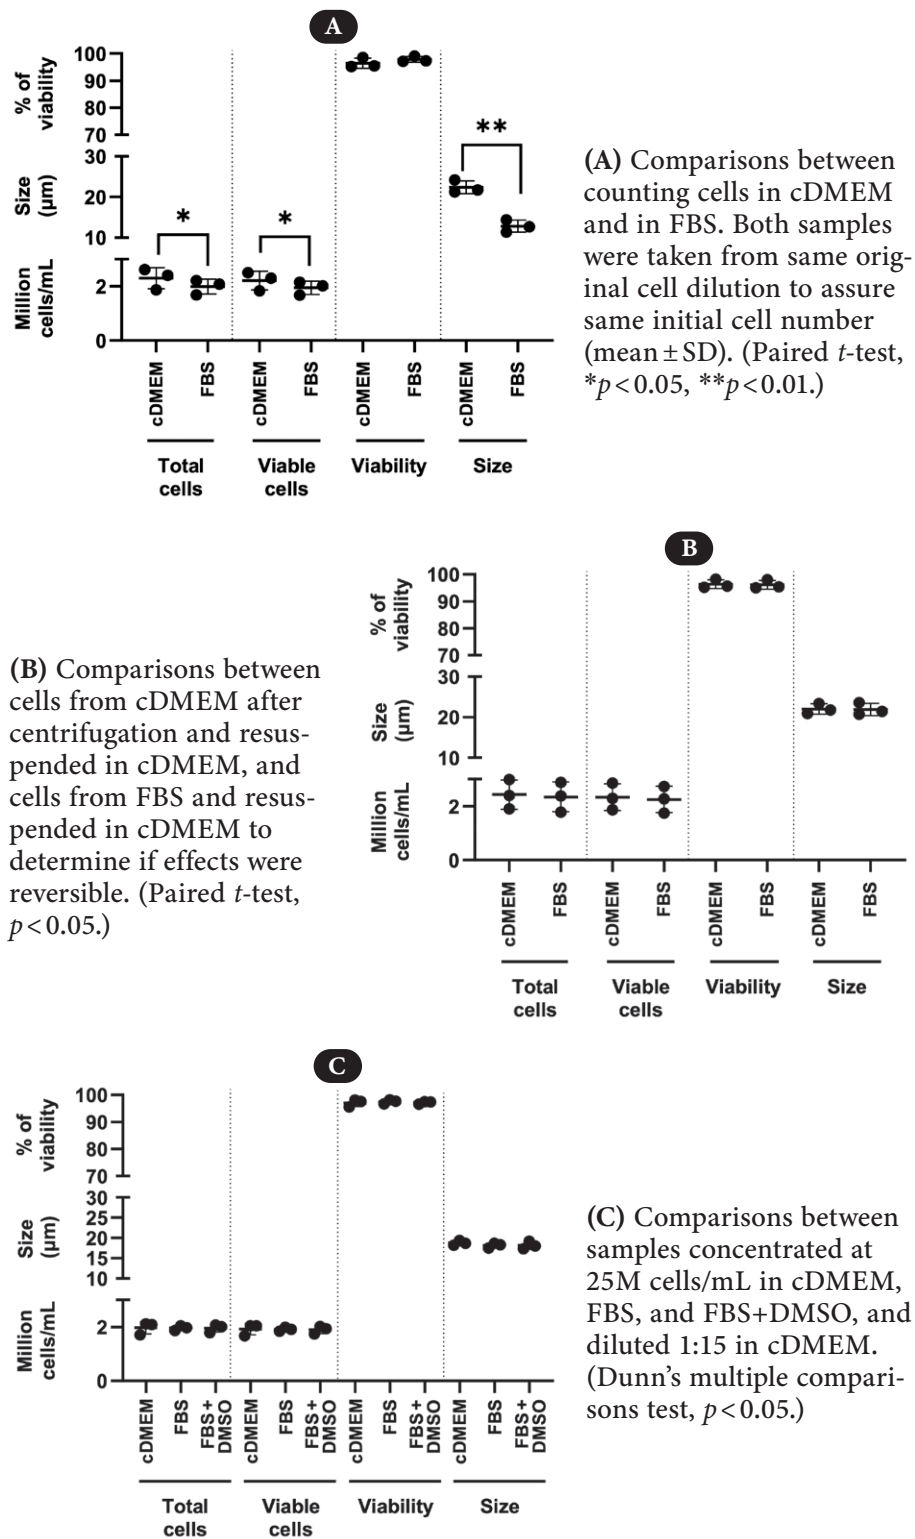 A
% of
viability
100
90
80
70
Size
(µm)
30
20
10
Million
cells/mL
2
0
*
*
**
cDMEM
FBS
cDMEM
FBS
cDMEM
FBS
cDMEM
FBS
Total
cells
Viable
cells
Viability
Size
(A) Comparisons between
counting cells in cDMEM
and in FBS. Both samples
were taken from same orig-
inal cell dilution to assure
same initial cell number
(mean ± SD). (Paired t-test,
*p < 0.05, **p < 0.01.)
B
% of
viability
100
90
80
70
Size
(µm)
30
20
10
Million
cells/mL
2
0
cDMEM
FBS
cDMEM
FBS
cDMEM
FBS
cDMEM
FBS
Total
cells
Viable
cells
Viability
Size
(B) Comparisons between
cells from cDMEM after
centrifugation and resus-
pended in cDMEM, and
cells from FBS and resus-
pended in cDMEM to
determine if effects were
reversible. (Paired t-test,
p < 0.05.)
C
% of
viability
100
90
80
70
Size
(µm)
30
25
20
15
10
Million
cells/mL
2
0
cDMEM
FBS
FBS+
DMSO
cDMEM
FBS
FBS+
DMSO
cDMEM
FBS
FBS+
DMSO
cDMEM
FBS
FBS+
DMSO
Total
cells
Viable
cells
Viability
Size
(C) Comparisons between
samples concentrated at
25M cells/mL in cDMEM,
FBS, and FBS+DMSO, and
diluted 1:15 in cDMEM.
(Dunn's multiple compari-
sons test, p < 0.05.)